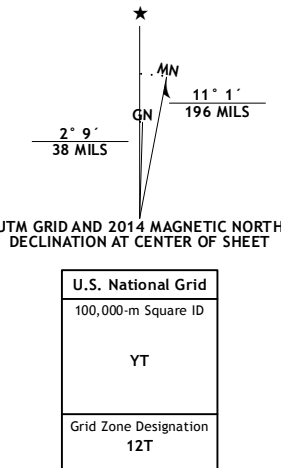 ★
MN
11° 1´
196 MILS
GN
2° 9´
38 MILS
UTM GRID AND 2014 MAGNETIC NORTH
DECLINATION AT CENTER OF SHEET
U.S. National Grid
100,000-m Square ID
YT
Grid Zone Designation
12T